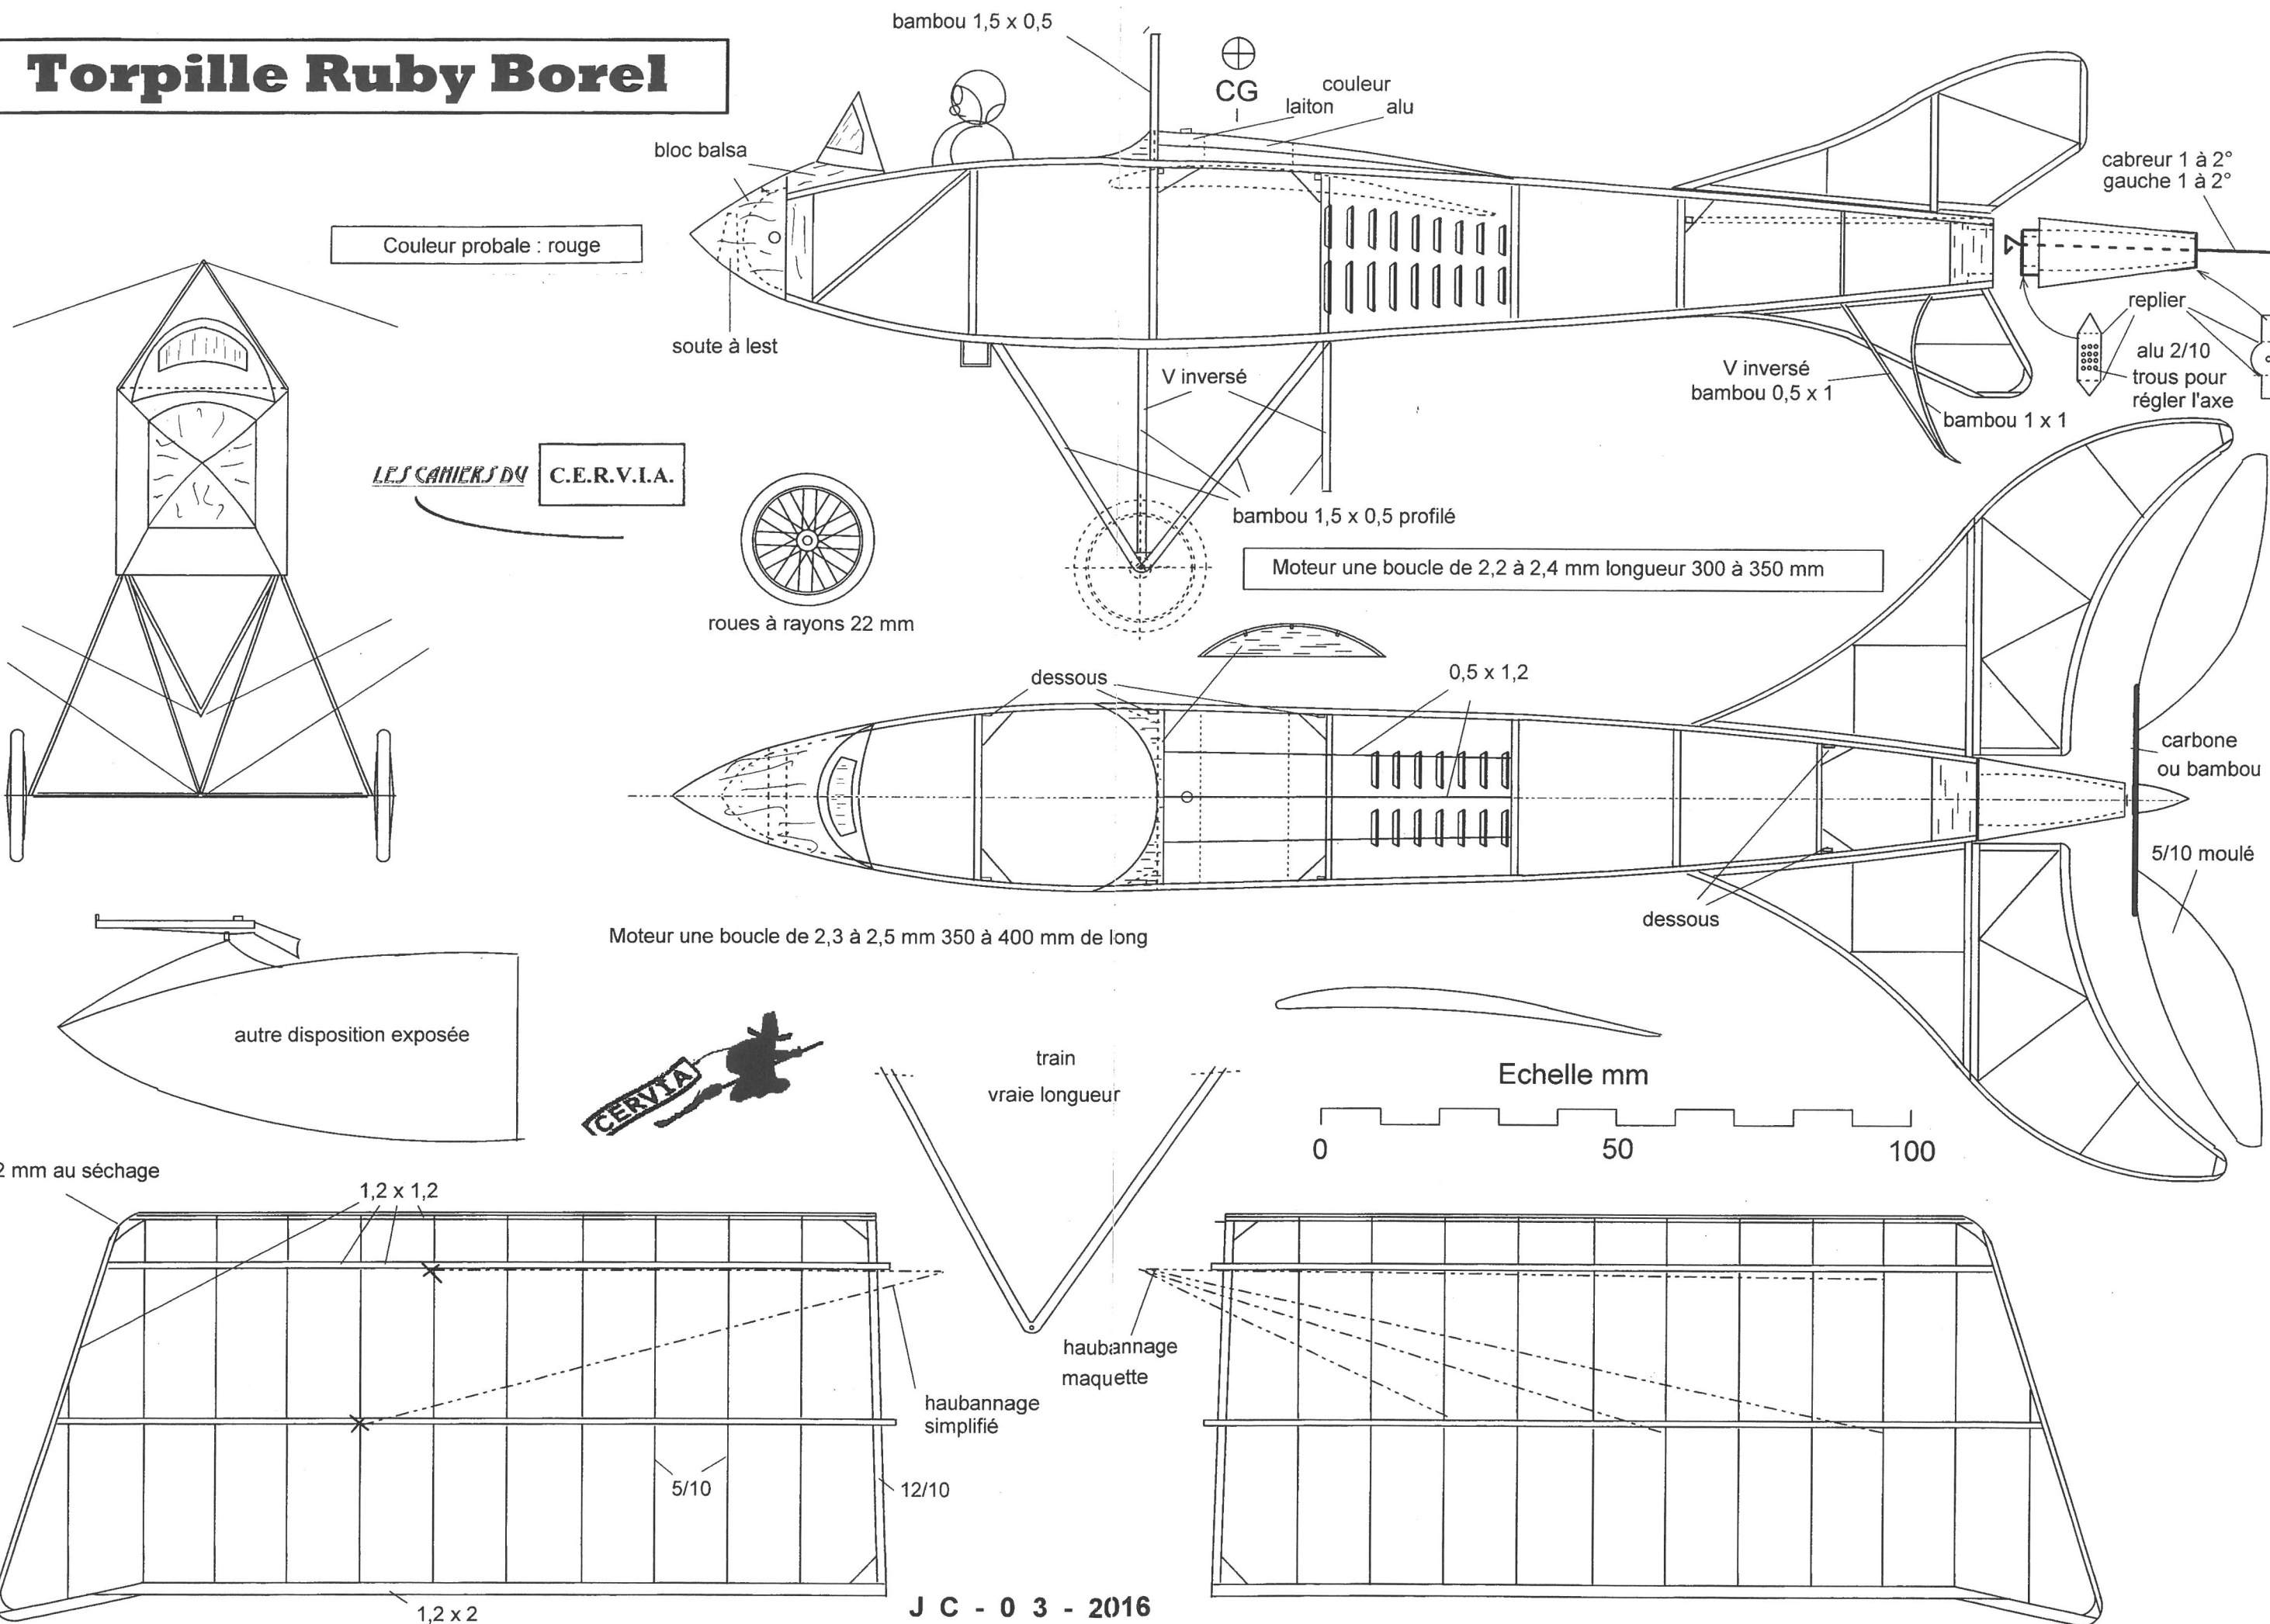 Torpille Ruby Borel
bambou 1,5 x 0,5
CG
couleur
laiton alu
bloc balsa
cabreur 1 à 2°
gauche 1 à 2°
Couleur probale : rouge
soute à lest
V inversé
V inversé
bambou 0,5 x 1
bambou 1 x 1
replier
alu 2/10
trous pour
régler l'axe
LES CAHIERS DU C.E.R.V.I.A.
bambou 1,5 x 0,5 profilé
Moteur une boucle de 2,2 à 2,4 mm longueur 300 à 350 mm
roues à rayons 22 mm
dessous
0,5 x 1,2
carbone
ou bambou
5/10 moulé
dessous
Moteur une boucle de 2,3 à 2,5 mm 350 à 400 mm de long
autre disposition exposée
CERVIA
train
vraie longueur
Echelle mm
0 50 100
2 mm au séchage
1,2 x 1,2
haubannage
maquette
haubannage
simplifié
5/10
12/10
1,2 x 2
J C - 0 3 - 2016